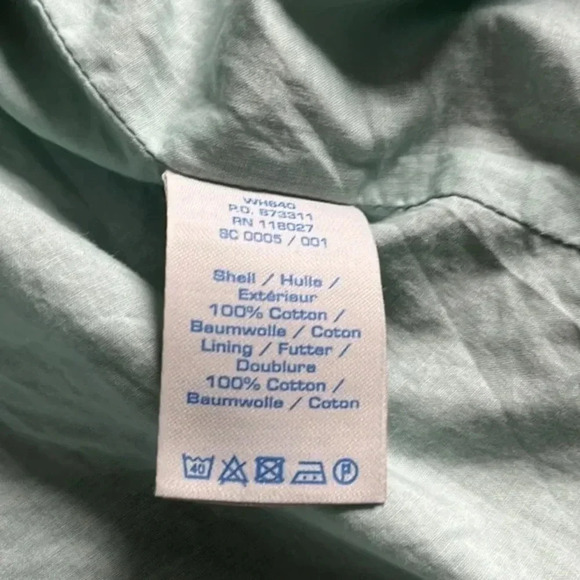 WH640
P.O. S73311
RN 118027
SC 0005 / 001
Shell / Hulle /
Extérieur
100% Cotton /
Baumwolle / Coton
Lining / Futter /
Doublure
100% Cotton /
Baumwolle / Coton
40 P